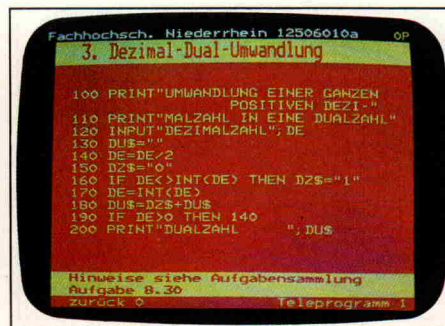 Fachhochsch. Niederrhein 12506010a OP
3. Dezimal-Dual-Umwandlung
100 PRINT"UMWANDLUNG EINER GANZEN
POSITIVEN DEZI-"
110 PRINT"MALZAHL IN EINE DUALZAHL"
120 INPUT"DEZIMALZAHL";DE
130 DU$=""
140 DE=DE/2
150 DZ$="0"
160 IF DE<>INT(DE) THEN DZ$="1"
170 DE=INT(DE)
180 DU$=DZ$+DU$
190 IF DE>0 THEN 140
200 PRINT"DUALZAHL      ";DU$
Hinweise siehe Aufgabensammlung
Aufgabe 8.30
zurück 0 Teleprogramm 1